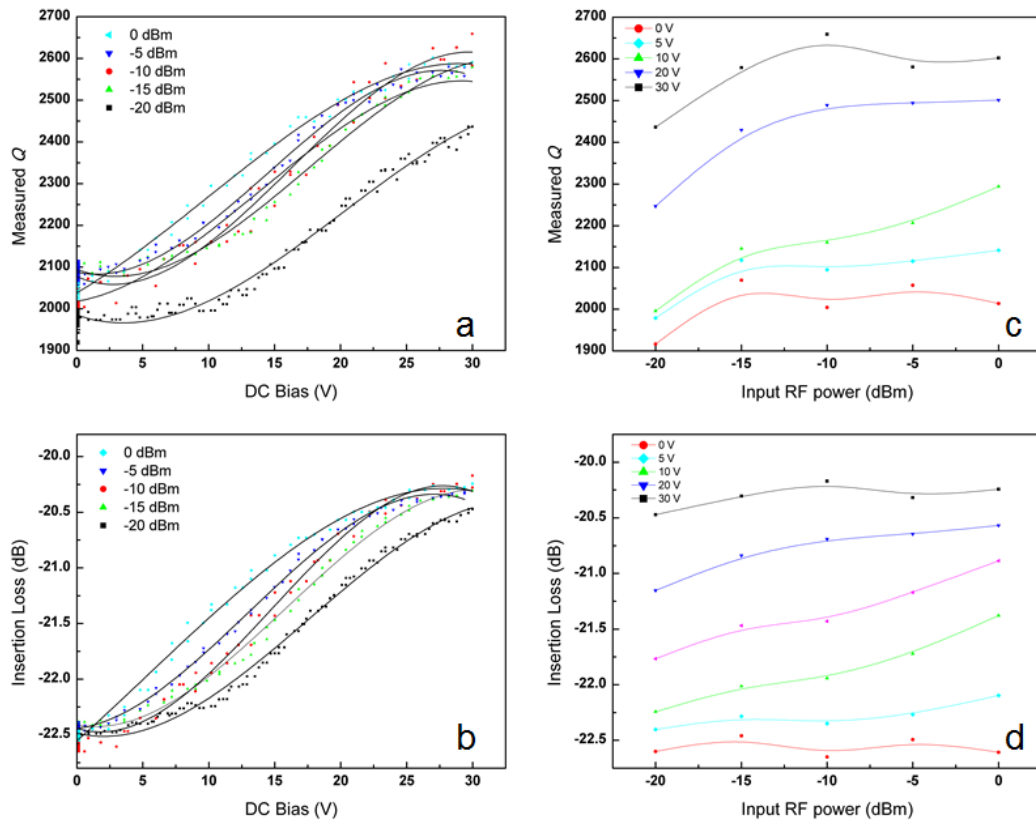 2700
2600
2500
2400
2300
2200
2100
2000
1900
Measured Q
0 dBm
-5 dBm
-10 dBm
-15 dBm
-20 dBm
a
0 5 10 15 20 25 30
DC Bias (V)
2700
2600
2500
2400
2300
2200
2100
2000
1900
Measured Q
0 V
5 V
10 V
20 V
30 V
c
-20 -15 -10 -5 0
Input RF power (dBm)
-20.0
-20.5
-21.0
-21.5
-22.0
-22.5
Insertion Loss (dB)
0 dBm
-5 dBm
-10 dBm
-15 dBm
-20 dBm
b
0 5 10 15 20 25 30
DC Bias (V)
-20.0
-20.5
-21.0
-21.5
-22.0
-22.5
Insertion Loss (dB)
0 V
5 V
10 V
20 V
30 V
d
-20 -15 -10 -5 0
Input RF power (dBm)